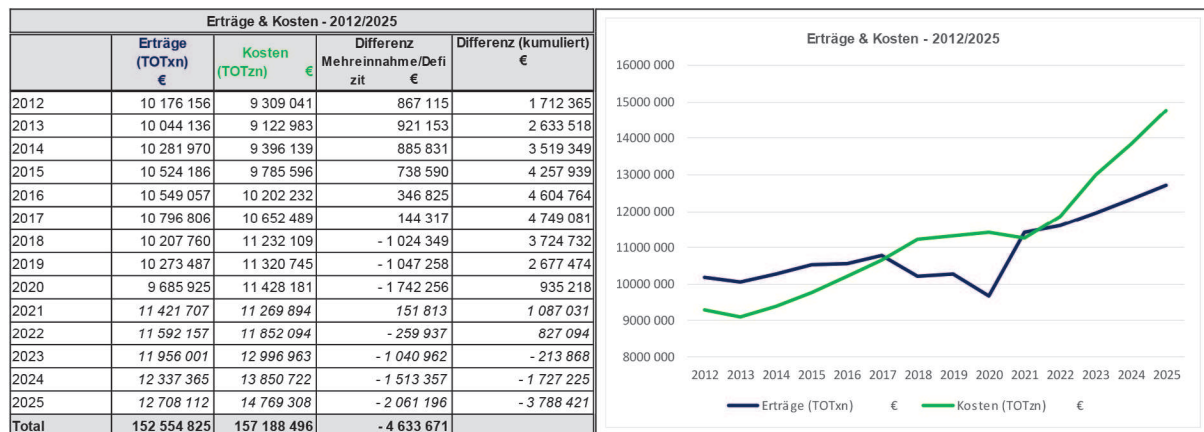 Erträge & Kosten - 2012/2025
Erträge (TOTxn) € Kosten (TOTzn) € Differenz Mehreinnahme/Defizit € Differenz (kumuliert) €
2012 10 176 156 9 309 041 867 115 1 712 365
2013 10 044 136 9 122 983 921 153 2 633 518
2014 10 281 970 9 396 139 885 831 3 519 349
2015 10 524 186 9 785 596 738 590 4 257 939
2016 10 549 057 10 202 232 346 825 4 604 764
2017 10 796 806 10 652 489 144 317 4 749 081
2018 10 207 760 11 232 109 - 1 024 349 3 724 732
2019 10 273 487 11 320 745 - 1 047 258 2 677 474
2020 9 685 925 11 428 181 - 1 742 256 935 218
2021 11 421 707 11 269 894 151 813 1 087 031
2022 11 592 157 11 852 094 - 259 937 827 094
2023 11 956 001 12 996 963 - 1 040 962 - 213 868
2024 12 337 365 13 850 722 - 1 513 357 - 1 727 225
2025 12 708 112 14 769 308 - 2 061 196 - 3 788 421
Total 152 554 825 157 188 496 - 4 633 671
Erträge & Kosten - 2012/2025
16000 000
15000 000
14000 000
13000 000
12000 000
11000 000
10000 000
9000 000
8000 000
2012 2013 2014 2015 2016 2017 2018 2019 2020 2021 2022 2023 2024 2025
Erträge (TOTxn) € Kosten (TOTzn) €